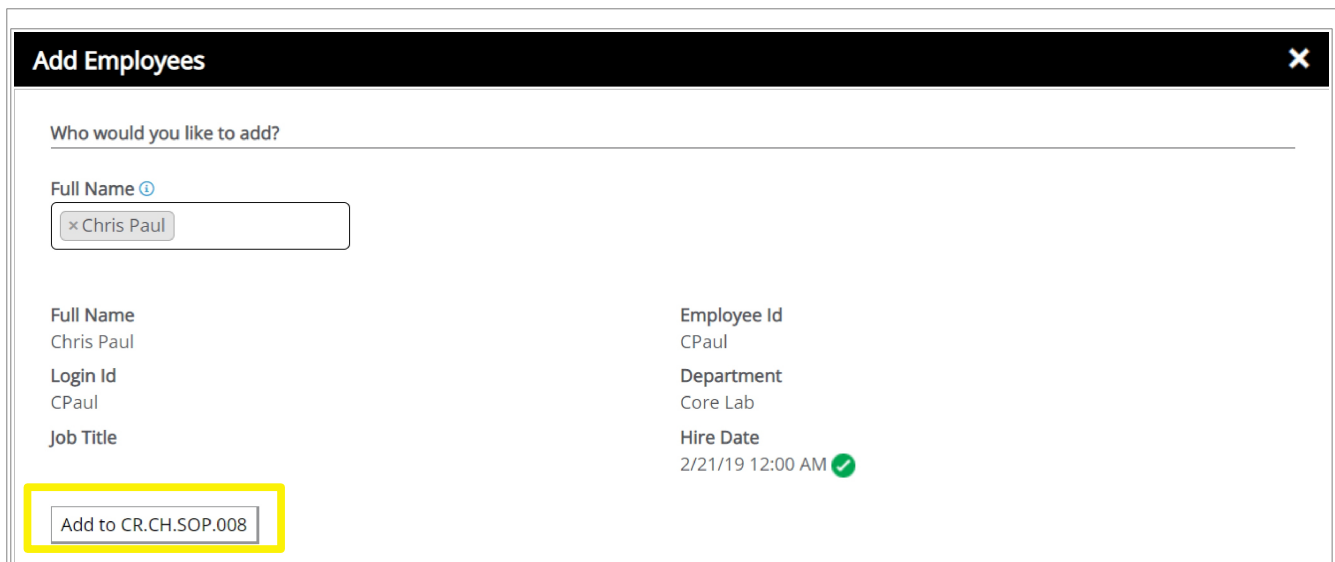 Add Employees
Who would you like to add?
Full Name
× Chris Paul
Full Name
Chris Paul
Employee Id
CPaul
Login Id
CPaul
Department
Core Lab
Job Title
Hire Date
2/21/19 12:00 AM
Add to CR.CH.SOP.008